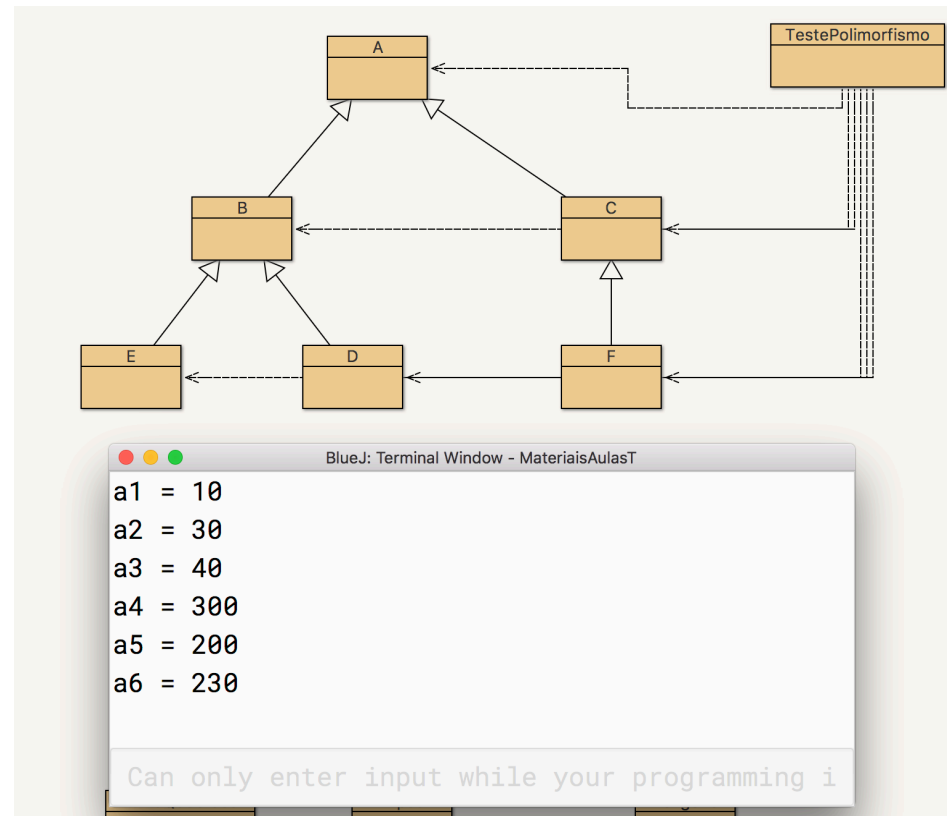 A
TestePolimorfismo
B
C
E
D
F
BlueJ: Terminal Window - MateriaisAulasT
a1 = 10
a2 = 30
a3 = 40
a4 = 300
a5 = 200
a6 = 230
Can only enter input while your programming i